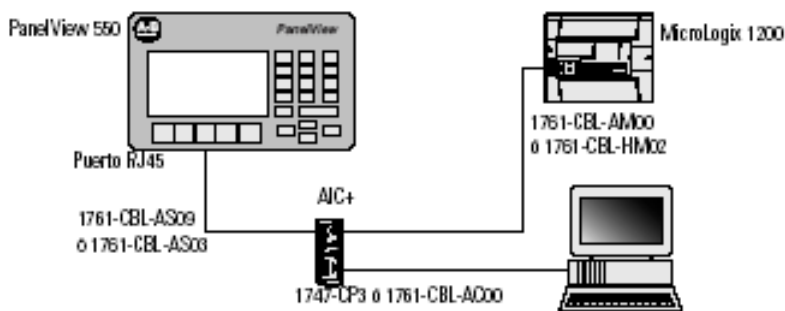 PanelView 550
PanelView
MicroLogix 1200
1761-CBL-AM00
ó 1761-CBL-HM02
Puerto RJ45
AIC+
1761-CBL-AS09
ó 1761-CBL-AS03
1747-CP3 ó 1761-CBL-AC00